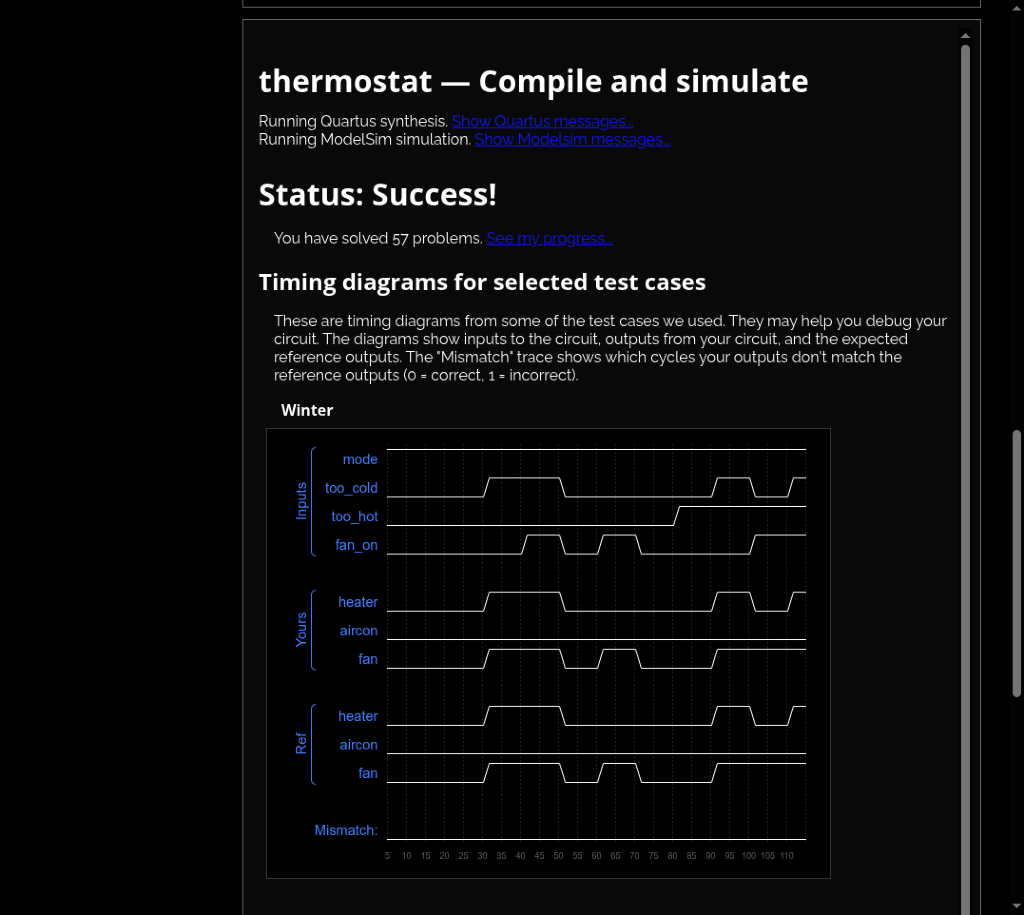 thermostat — Compile and simulate
Running Quartus synthesis. Show Quartus messages...
Running ModelSim simulation. Show Modelsim messages...
Status: Success!
You have solved 57 problems. See my progress...
Timing diagrams for selected test cases
These are timing diagrams from some of the test cases we used. They may help you debug your
circuit. The diagrams show inputs to the circuit, outputs from your circuit, and the expected
reference outputs. The "Mismatch" trace shows which cycles your outputs don't match the
reference outputs (0 = correct, 1 = incorrect).
Winter
Inputs
mode
too_cold
too_hot
fan_on
Yours
heater
aircon
fan
Ref
heater
aircon
fan
Mismatch:
5 10 15 20 25 30 35 40 45 50 55 60 65 70 75 80 85 90 95 100 105 110